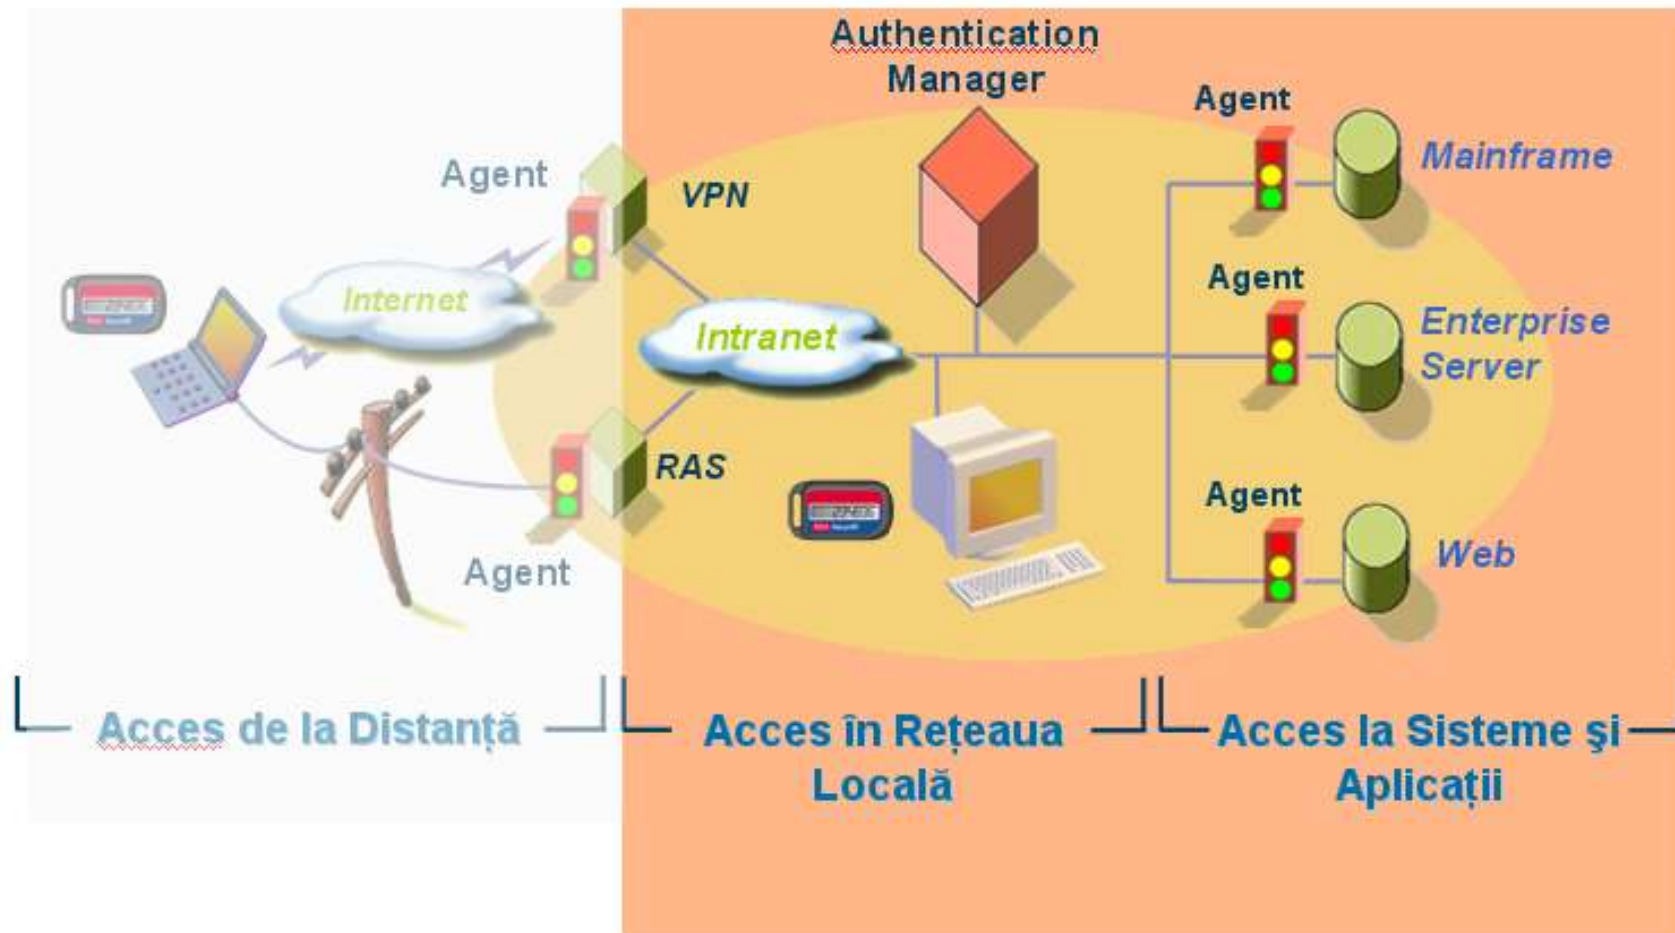 Authentication
Manager
Agent
Mainframe
Agent
VPN
Internet
Agent
Enterprise
Server
Intranet
RAS
Agent
Agent
Web
Acces de la Distanță
Acces în Rețeaua
Locală
Acces la Sisteme şi
Aplicații